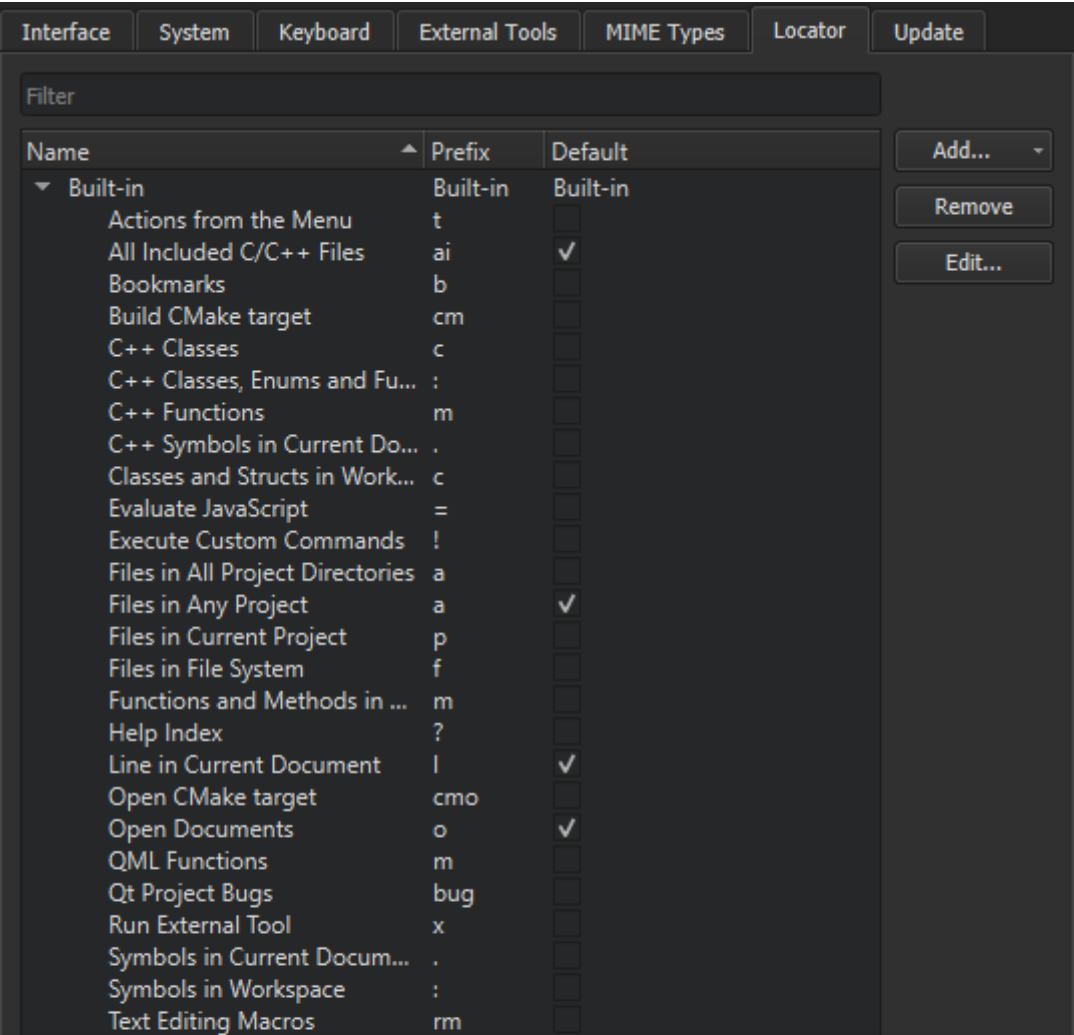 Interface System Keyboard External Tools MIME Types Locator Update
Filter
Name Prefix Default Add...
Built-in Built-in Built-in
Remove
Actions from the Menu t
All Included C/C++ Files ai
Edit...
Bookmarks b
Build CMake target cm
C++ Classes c
C++ Classes, Enums and Fu... :
C++ Functions m
C++ Symbols in Current Do... .
Classes and Structs in Work... c
Evaluate JavaScript =
Execute Custom Commands !
Files in All Project Directories a
Files in Any Project a
Files in Current Project p
Files in File System f
Functions and Methods in ... m
Help Index ?
Line in Current Document l
Open CMake target cmo
Open Documents o
QML Functions m
Qt Project Bugs bug
Run External Tool x
Symbols in Current Docum... .
Symbols in Workspace :
Text Editing Macros rm